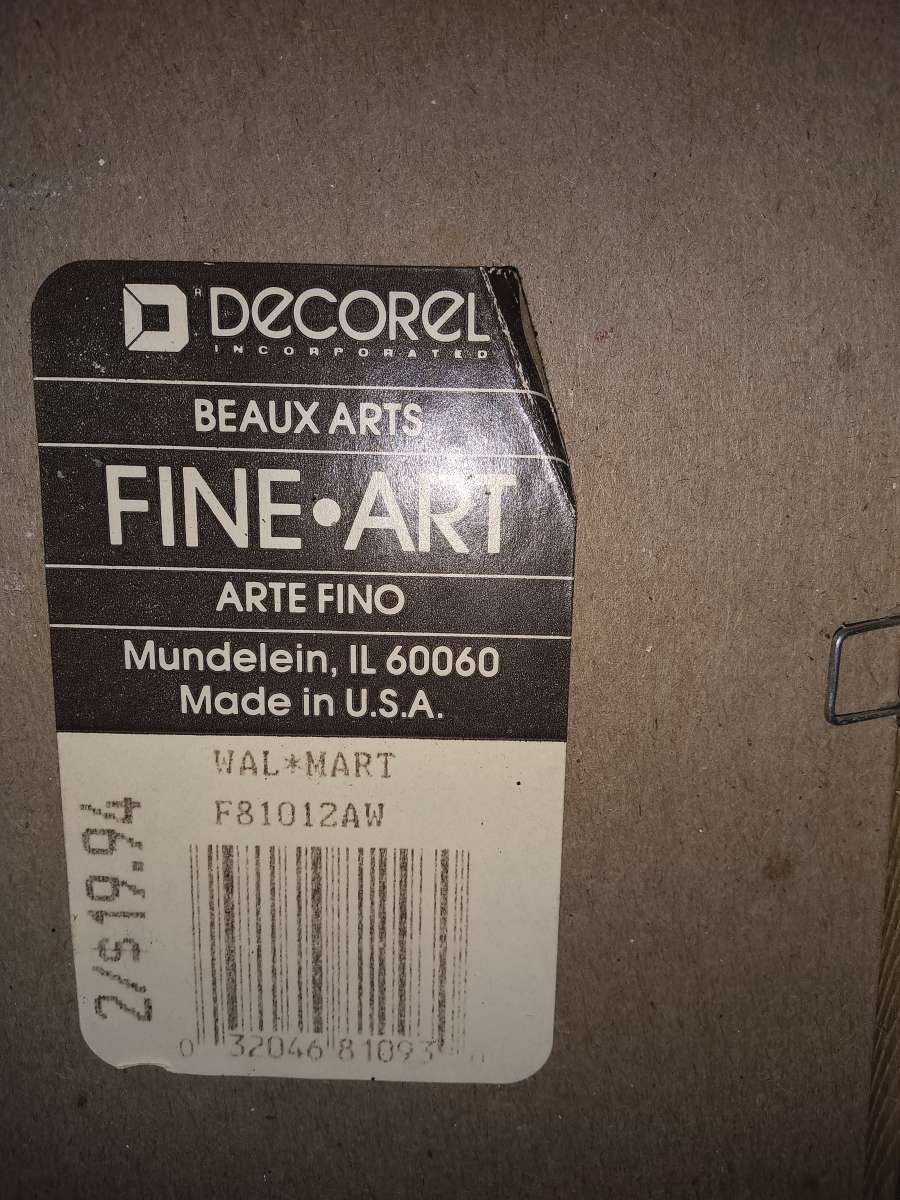 ® DECOREL
INCORPORATED
BEAUX ARTS
FINE•ART
ARTE FINO
Mundelein, IL 60060
Made in U.S.A.
WAL*MART
F81012AW
2/$19.94
0 32046 81093